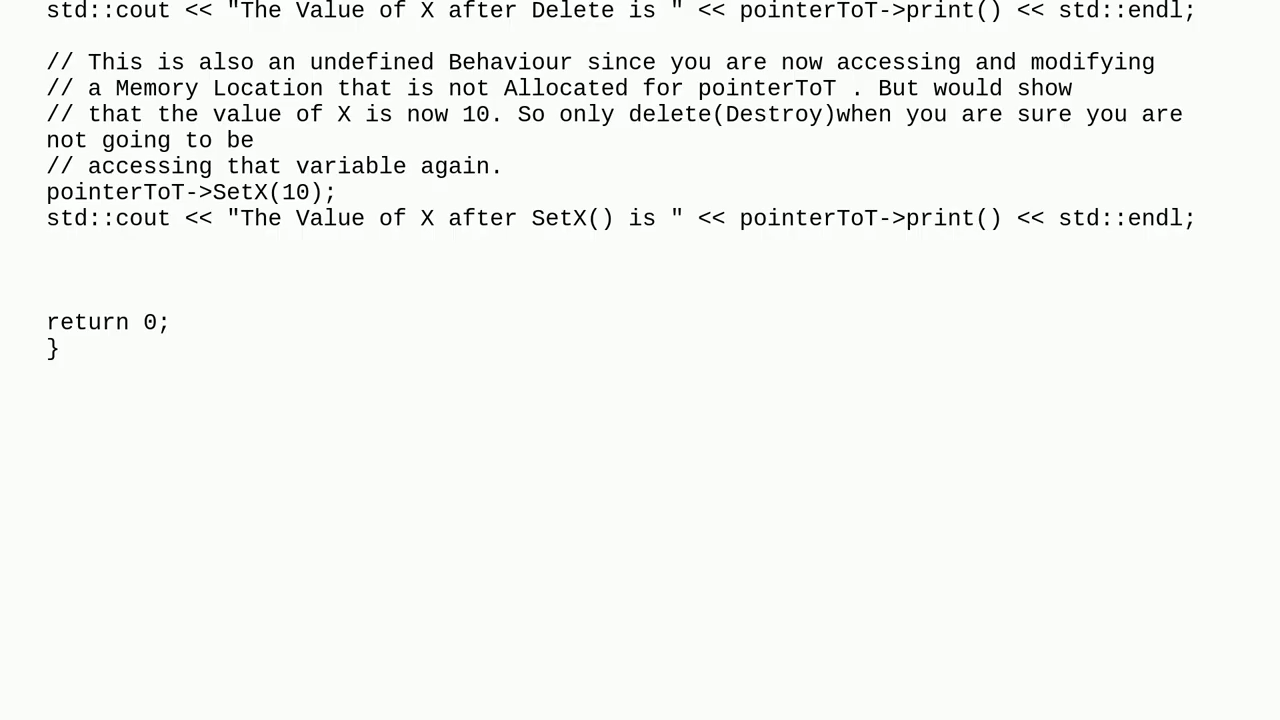 std::cout << "The Value of X after Delete is " << pointerToT->print() << std::endl;
// This is also an undefined Behaviour since you are now accessing and modifying
// a Memory Location that is not Allocated for pointerToT . But would show
// that the value of X is now 10. So only delete(Destroy)when you are sure you are
not going to be
// accessing that variable again.
pointerToT->SetX(10);
std::cout << "The Value of X after SetX() is " << pointerToT->print() << std::endl;
return 0;
}